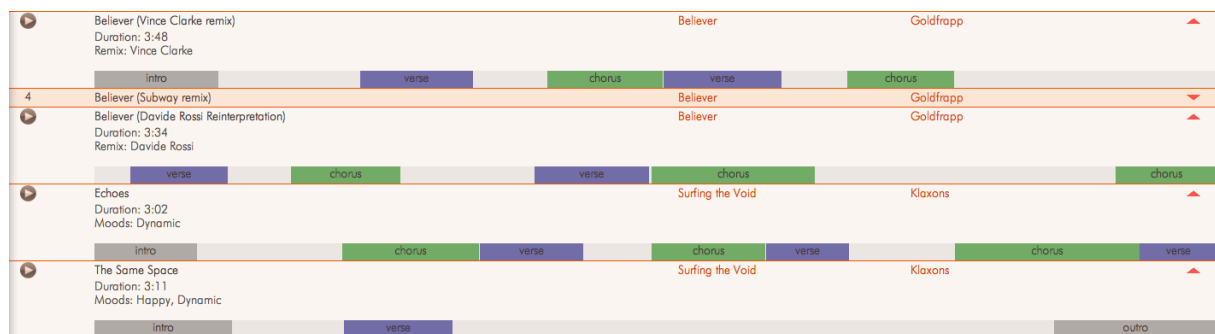 Believer (Vince Clarke remix) Believer Goldfrapp
Duration: 3:48
Remix: Vince Clarke
intro verse chorus verse chorus
4 Believer (Subway remix) Believer Goldfrapp
Believer (Davide Rossi Reinterpretation) Believer Goldfrapp
Duration: 3:34
Remix: Davide Rossi
verse chorus verse chorus chorus
Echoes Surfing the Void Klaxons
Duration: 3:02
Moods: Dynamic
intro chorus verse chorus verse chorus verse
The Same Space Surfing the Void Klaxons
Duration: 3:11
Moods: Happy, Dynamic
intro verse outro